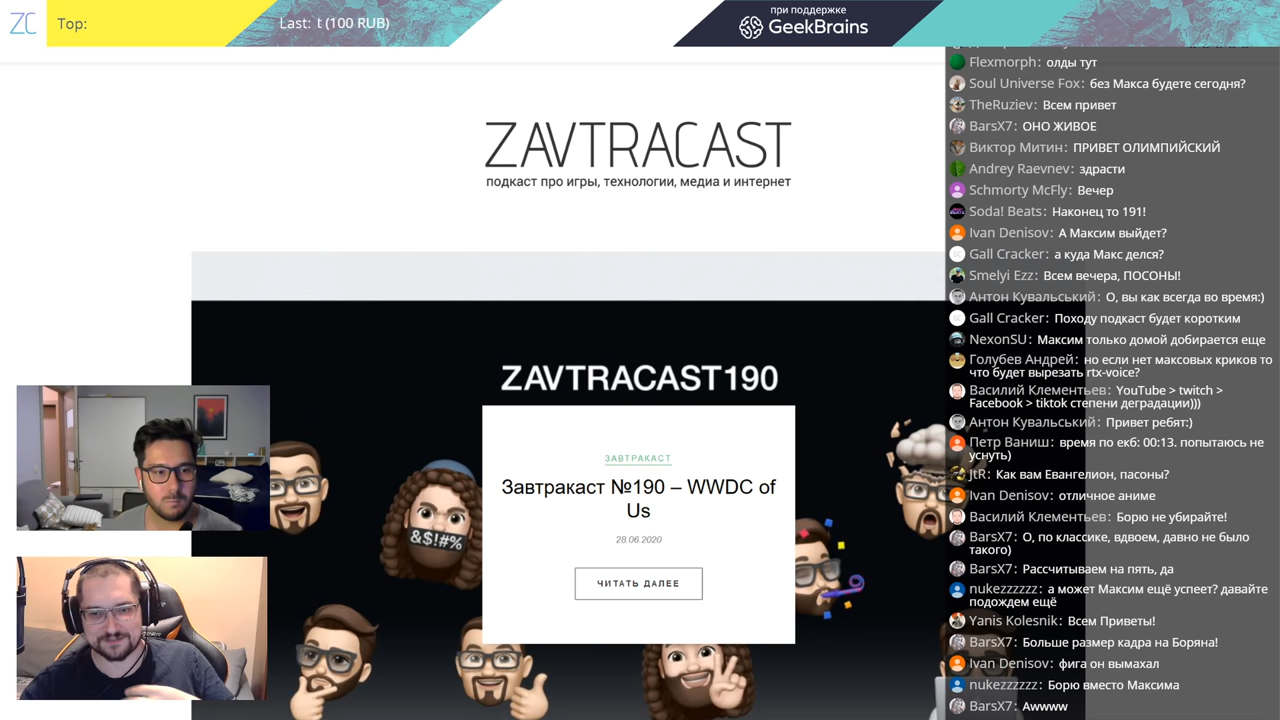 ZC
Top:
Last: t (100 RUB)
при поддержке
GeekBrains
ZAVTRACAST
подкаст про игры, технологии, медиа и интернет
ZAVTRACAST190
&$!#%
ЗАВТРАКАСТ
Завтракаст №190 – WWDC of
Us
28.06.2020
ЧИТАТЬ ДАЛЕЕ
Flexmorph: олды тут
Soul Universe Fox: без Макса будете сегодня?
TheRuziev: Всем привет
BarsX7: ОНО ЖИВОЕ
Виктор Митин: ПРИВЕТ ОЛИМПИЙСКИЙ
Andrey Raevnev: здрасти
Schmorty McFly: Вечер
Soda! Beats: Наконец то 191!
Ivan Denisov: А Максим выйдет?
Gall Cracker: а куда Макс делся?
Smelyi Ezz: Всем вечера, ПОСОНЫ!
Антон Кувальський: О, вы как всегда во время:)
Gall Cracker: Походу подкаст будет коротким
NexonSU: Максим только домой добирается еще
Голубев Андрей: но если нет максовых криков то
что будет вырезать rtx-voice?
Василий Клементьев: YouTube > twitch >
Facebook > tiktok степени деградации)))
Антон Кувальський: Привет ребят:)
Петр Ваниш: время по екб: 00:13. попытаюсь не
уснуть)
JtR: Как вам Евангелион, пасоны?
Ivan Denisov: отличное аниме
Василий Клементьев: Борю не убирайте!
BarsX7: О, по классике, вдвоем, давно не было
такого)
BarsX7: Рассчитываем на пять, да
nukezzzzzz: а может Максим ещё успеет? давайте
подождем ещё
Yanis Kolesnik: Всем Приветы!
BarsX7: Больше размер кадра на Боряна!
Ivan Denisov: фига он вымахал
nukezzzzzz: Борю вместо Максима
BarsX7: Awwww